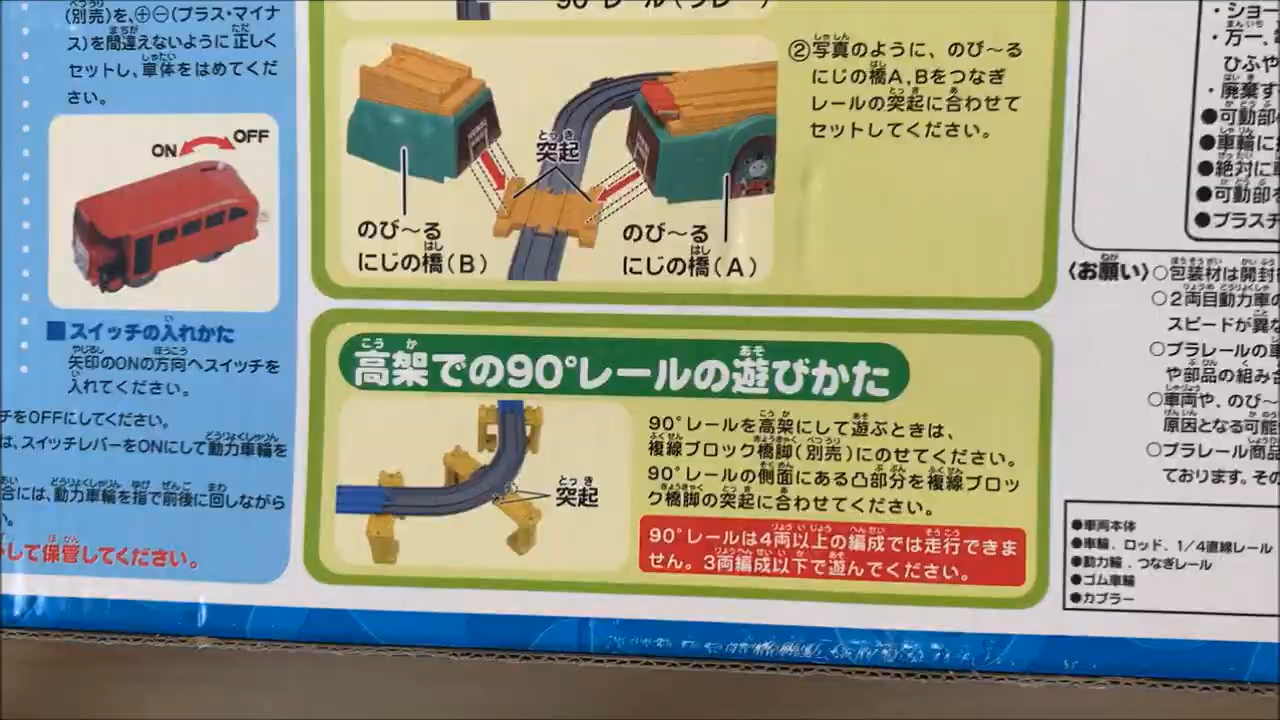 (別売)を、⊕⊖(プラス・マイナ
ス)を間違えないように正しく
セットし、車体をはめてくだ
さい。
ON
OFF
■スイッチの入れかた
矢印のONの方向へスイッチを
入れてください。
チをOFFにしてください。
は、スイッチレバーをONにして動力車輪を
合には、動力車輪を指で前後に回しながら
して保管してください。
90°レール(グレー)
突起
のび〜る
にじの橋(B)
のび〜る
にじの橋(A)
②写真のように、のび〜る
にじの橋A、Bをつなぎ
レールの突起に合わせて
セットしてください。
高架での90°レールの遊びかた
突起
90°レールを高架にして遊ぶときは、
複線ブロック橋脚(別売)にのせてください。
90°レールの側面にある凸部分を複線ブロッ
ク橋脚の突起に合わせてください。
90°レールは4両以上の編成では走行できま
せん。3両編成以下で遊んでください。
・ショー
・万一、
ひふや
・廃棄す
●可動部
●車輪に
●絶対に
●可動部を
●プラスチ
〈お願い〉○包装材は開封
○2両目動力車の
スピードが異な
○プラレールの
や部品の組み合
○車両や、のび〜
原因となる可能
○プラレール商品
ております。その
●車両本体
●車輪、ロッド、1/4直線レール
●動力輪、つなぎレール
●ゴム車輪
●カプラー